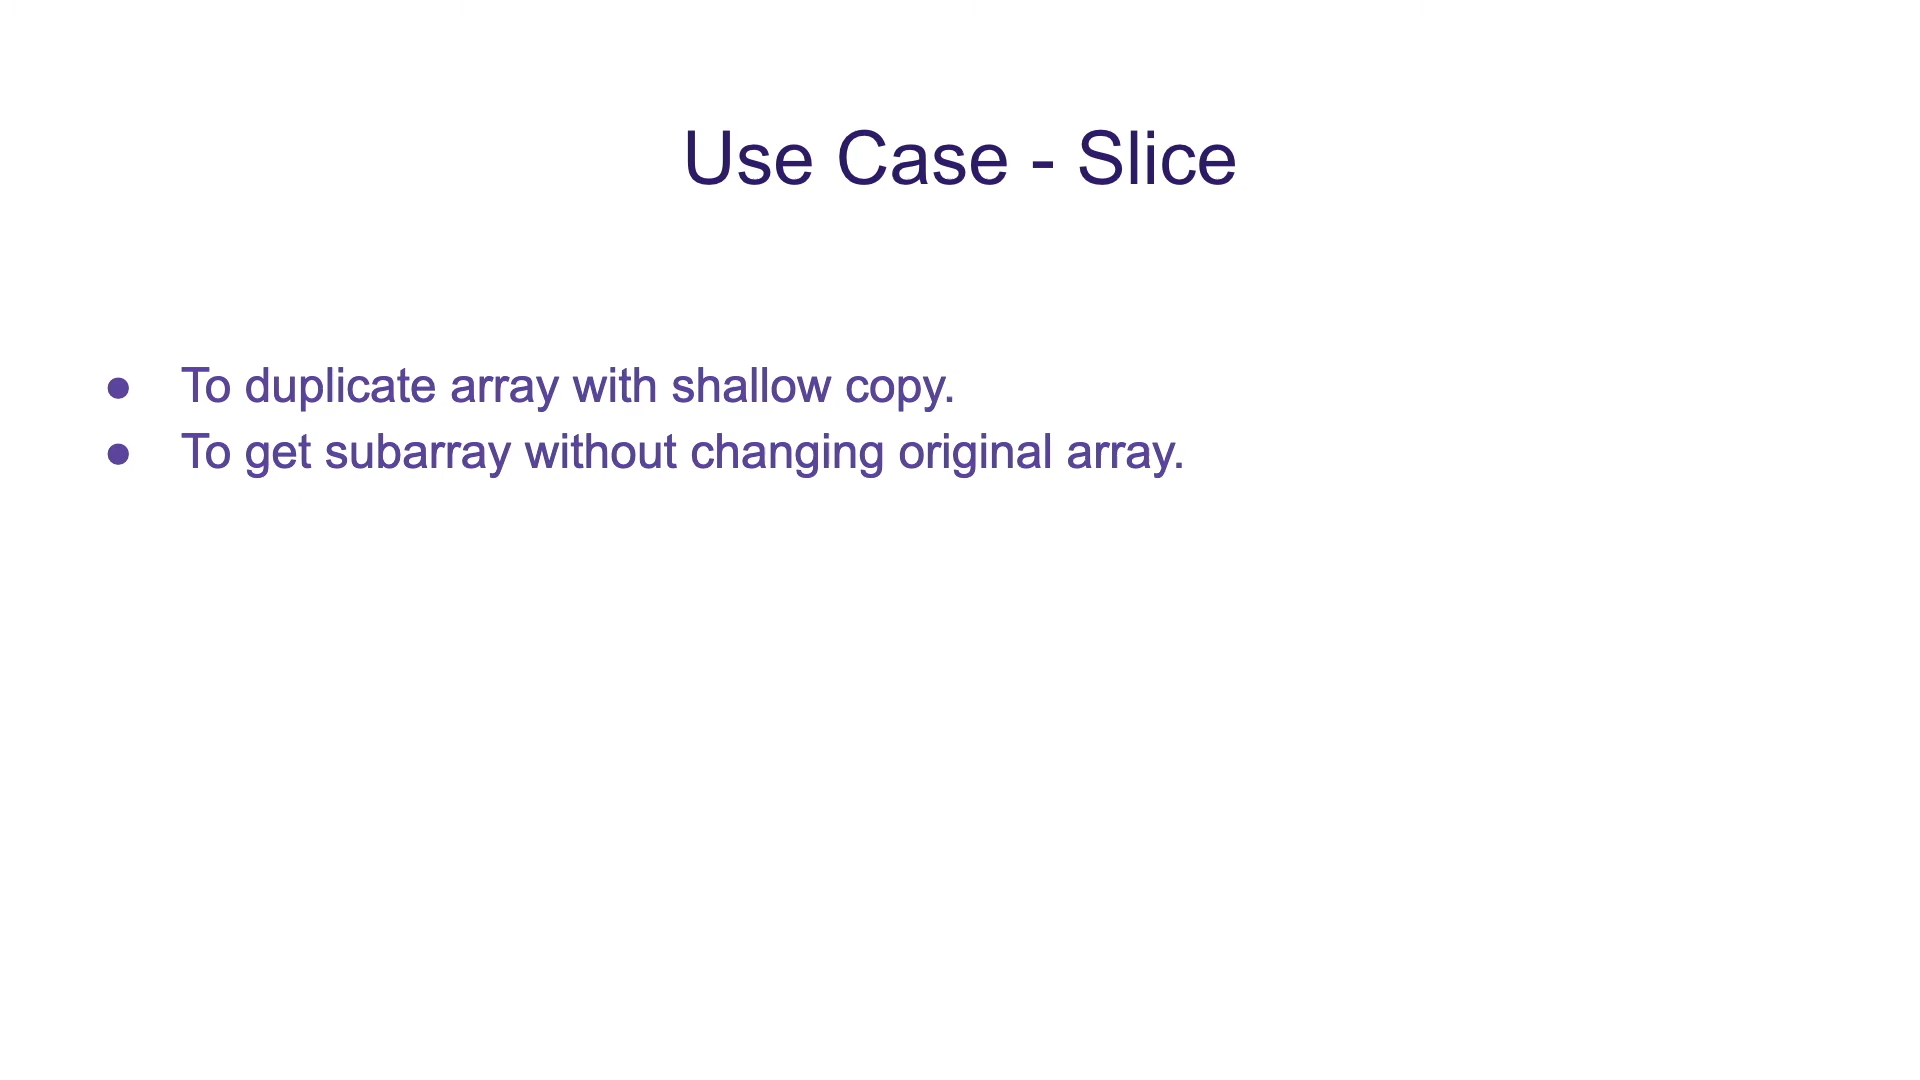 Use Case - Slice
● To duplicate array with shallow copy.
● To get subarray without changing original array.